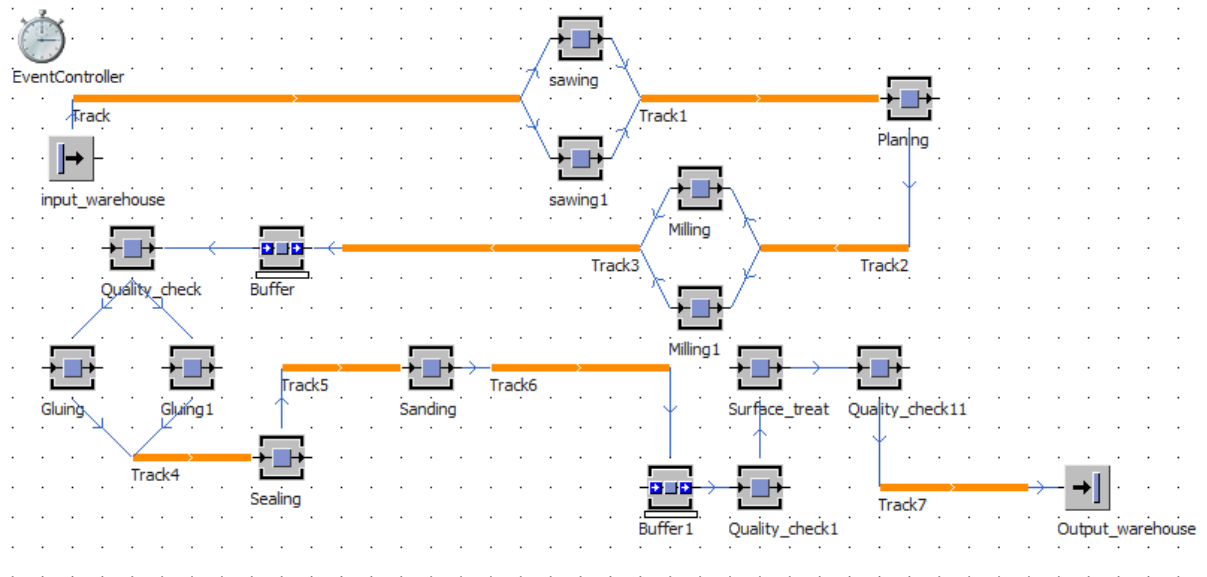 sawing
EventController
Track
Track1
Planing
input_warehouse
sawing1
Milling
Track3
Track2
Quality_check
Buffer
Milling1
Track5
Track6
Gluing
Gluing1
Sanding
Surface_treat
Quality_check11
Track4
Sealing
Track7
Buffer1
Quality_check1
Output_warehouse